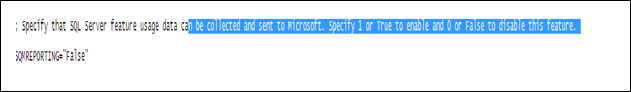 ; Specify that SQL Server feature usage data can be collected and sent to Microsoft. Specify 1 or True to enable and 0 or False to disable this feature.
SQMREPORTING="False"